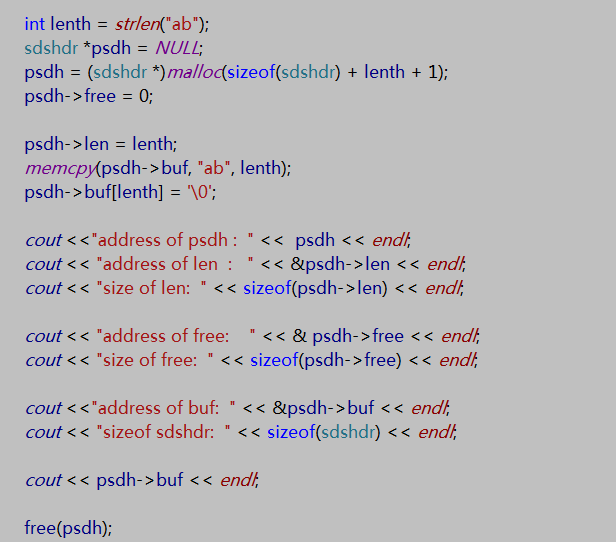 int lenth = strlen("ab");
sdshdr *psdh = NULL;
psdh = (sdshdr *)malloc(sizeof(sdshdr) + lenth + 1);
psdh->free = 0;
psdh->len = lenth;
memcpy(psdh->buf, "ab", lenth);
psdh->buf[lenth] = '\0';
cout <<"address of psdh :  " <<  psdh << endl;
cout << "address of len  :   " << &psdh->len << endl;
cout << "size of len:  " << sizeof(psdh->len) << endl;
cout << "address of free:    " << & psdh->free << endl;
cout << "size of free:  " << sizeof(psdh->free) << endl;
cout <<"address of buf:  " << &psdh->buf << endl;
cout << "sizeof sdshdr:  " << sizeof(sdshdr) << endl;
cout << psdh->buf << endl;
free(psdh);